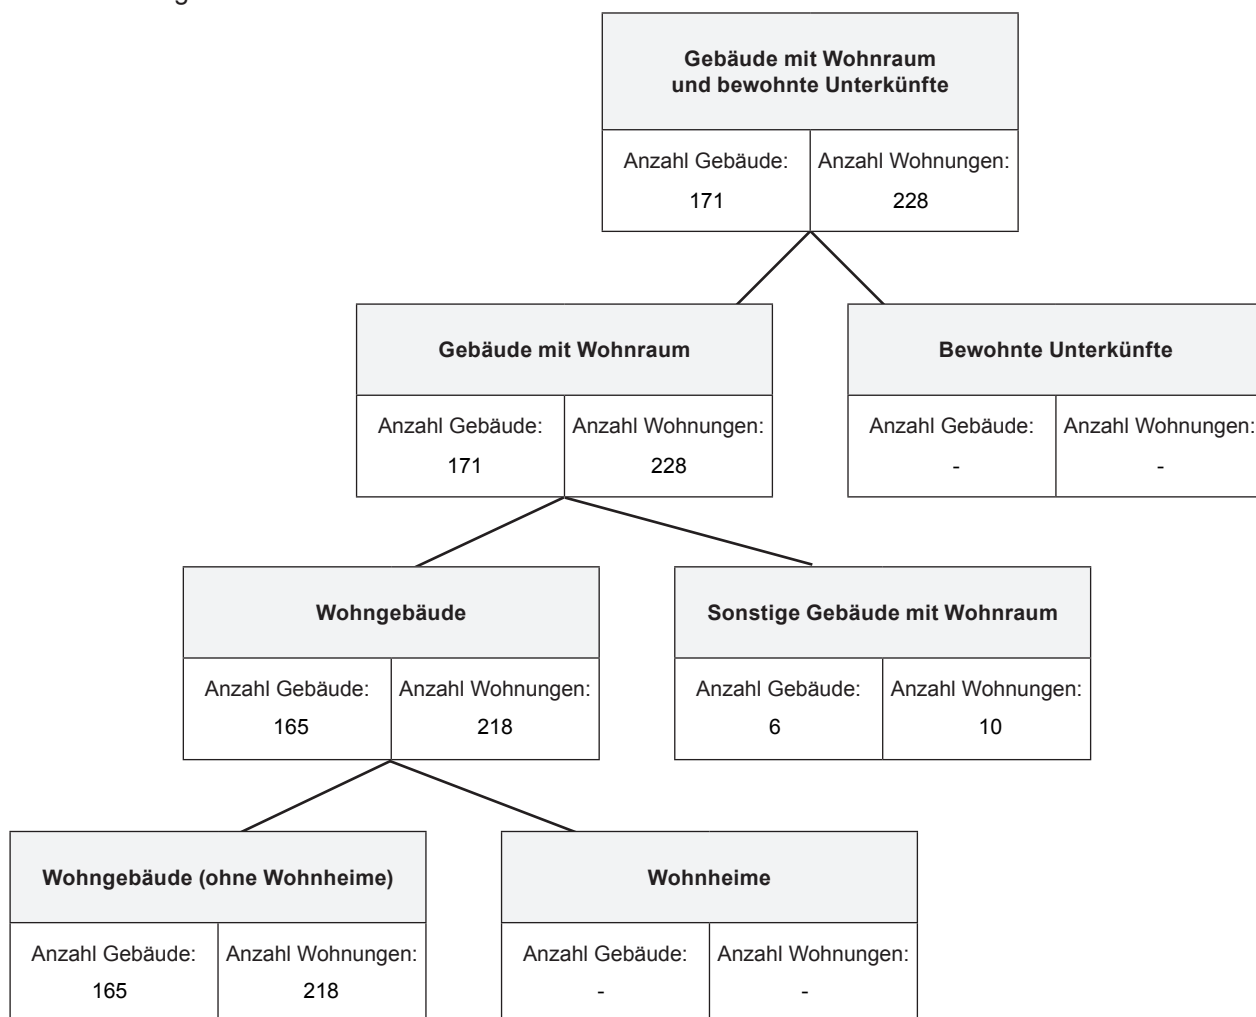 Gebäude mit Wohnraum
und bewohnte Unterkünfte
Anzahl Gebäude: Anzahl Wohnungen:
171 228
Gebäude mit Wohnraum
Anzahl Gebäude: Anzahl Wohnungen:
171 228
Bewohnte Unterkünfte
Anzahl Gebäude: Anzahl Wohnungen:
- -
Wohngebäude
Anzahl Gebäude: Anzahl Wohnungen:
165 218
Sonstige Gebäude mit Wohnraum
Anzahl Gebäude: Anzahl Wohnungen:
6 10
Wohngebäude (ohne Wohnheime)
Anzahl Gebäude: Anzahl Wohnungen:
165 218
Wohnheime
Anzahl Gebäude: Anzahl Wohnungen:
- -